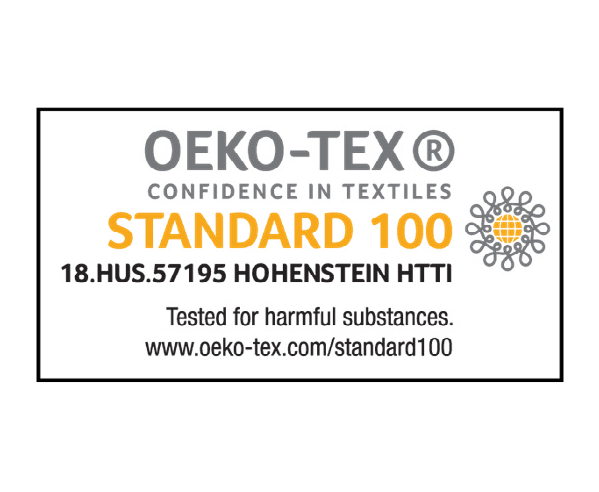 OEKO-TEX®
CONFIDENCE IN TEXTILES
STANDARD 100
18.HUS.57195 HOHENSTEIN HTTI
Tested for harmful substances.
www.oeko-tex.com/standard100